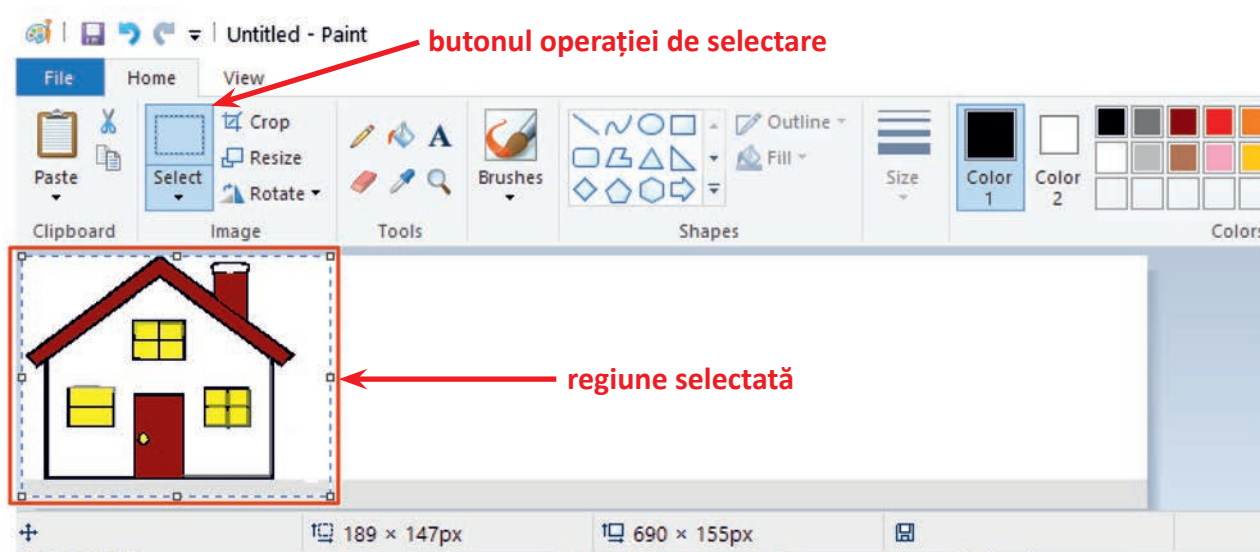 Untitled - Paint
butonul operației de selectare
File Home View
Paste
Select
Crop
Resize
Rotate
A
Brushes
Outline
Fill
Size
Color 1
Color 2
Clipboard Image Tools Shapes Colors
regiune selectată
189 × 147px 690 × 155px